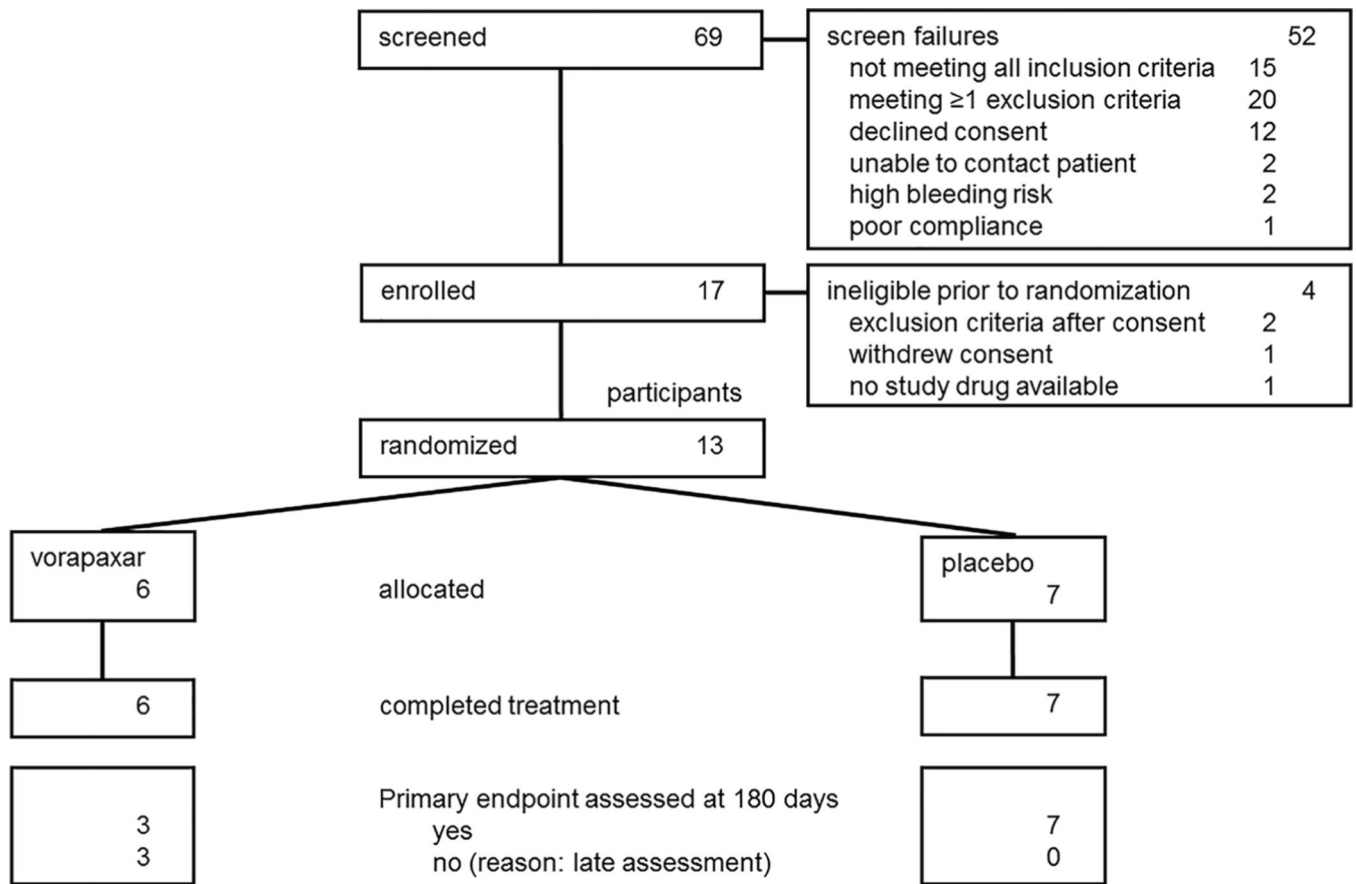 screened 69
screen failures 52
not meeting all inclusion criteria 15
meeting ≥1 exclusion criteria 20
declined consent 12
unable to contact patient 2
high bleeding risk 2
poor compliance 1
enrolled 17
ineligible prior to randomization 4
exclusion criteria after consent 2
withdrew consent 1
no study drug available 1
participants
randomized 13
vorapaxar
6
allocated
placebo
7
6 completed treatment 7
Primary endpoint assessed at 180 days
3 yes 7
3 no (reason: late assessment) 0